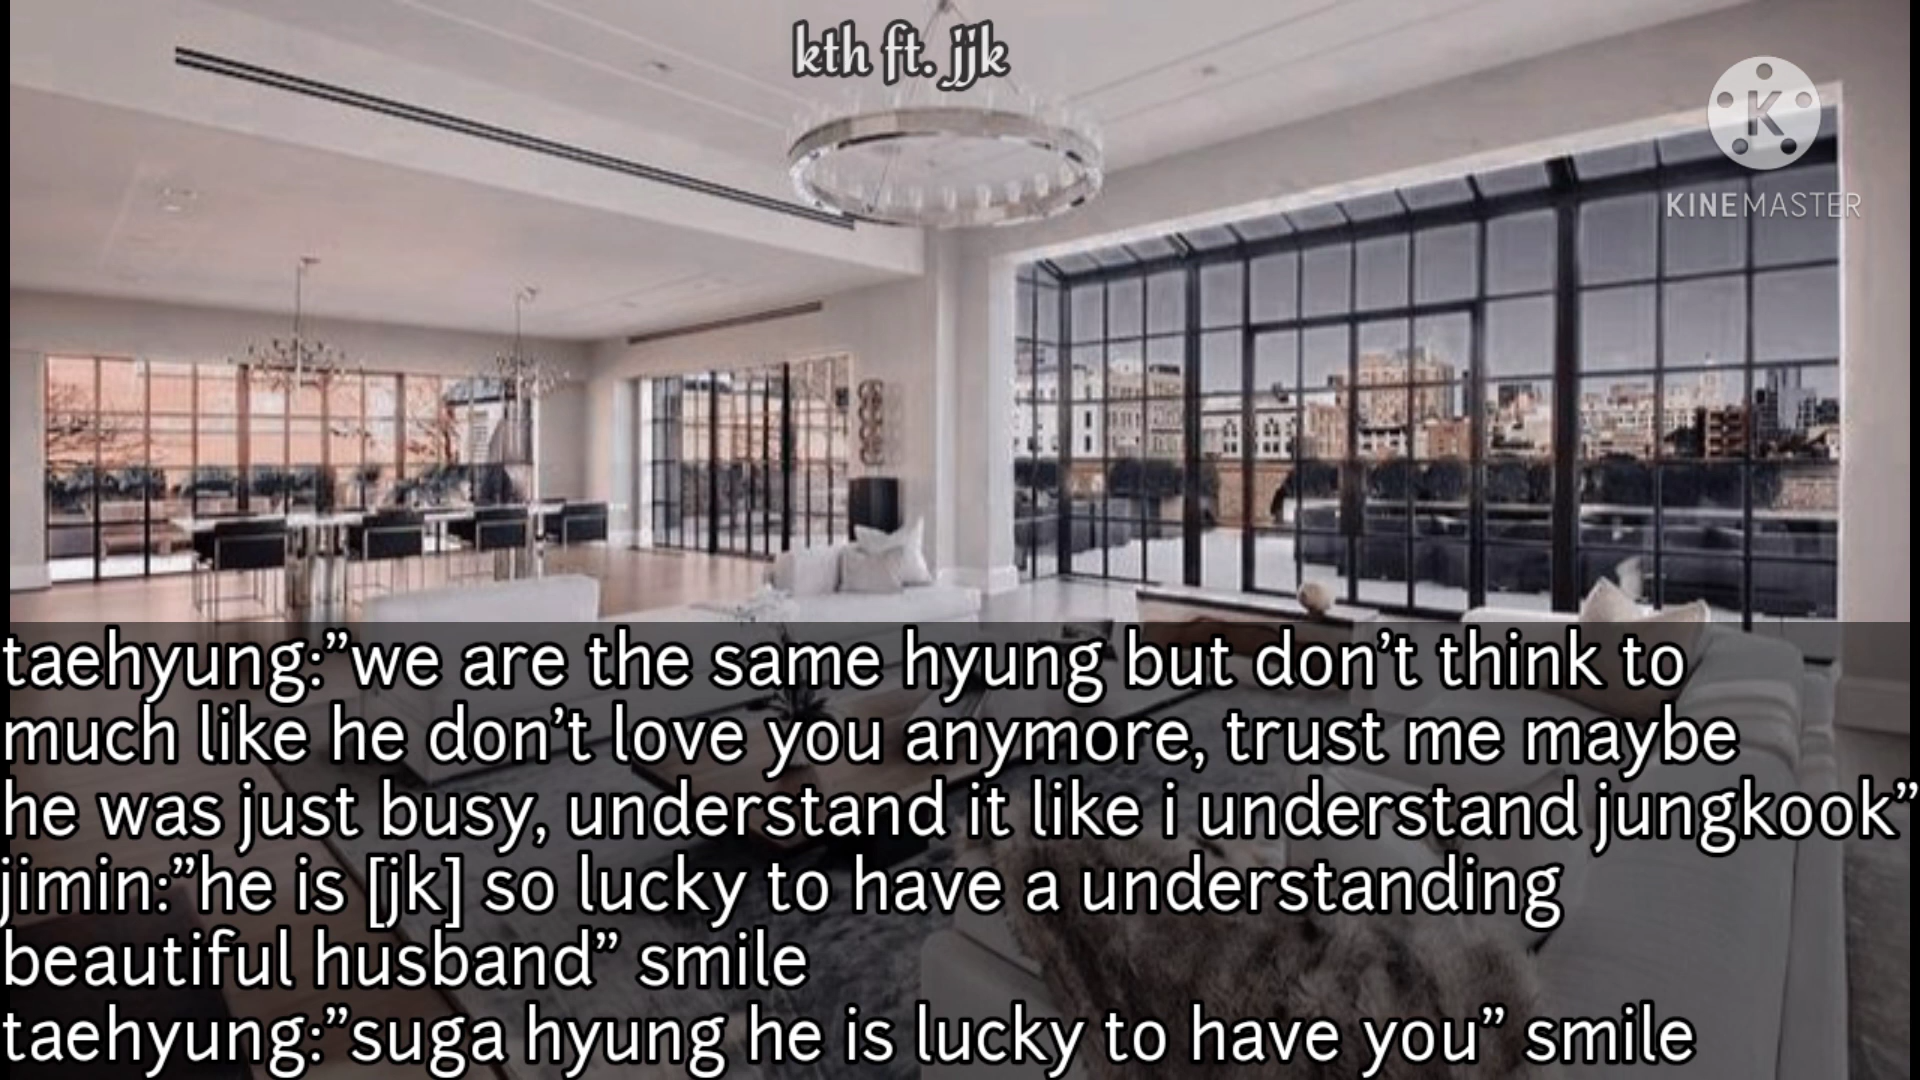 kth ft. jjk
K
KINEMASTER
taehyung:”we are the same hyung but don’t think to
much like he don’t love you anymore, trust me maybe
he was just busy, understand it like i understand jungkook”
jimin:”he is [jk] so lucky to have a understanding
beautiful husband” smile
taehyung:”suga hyung he is lucky to have you” smile